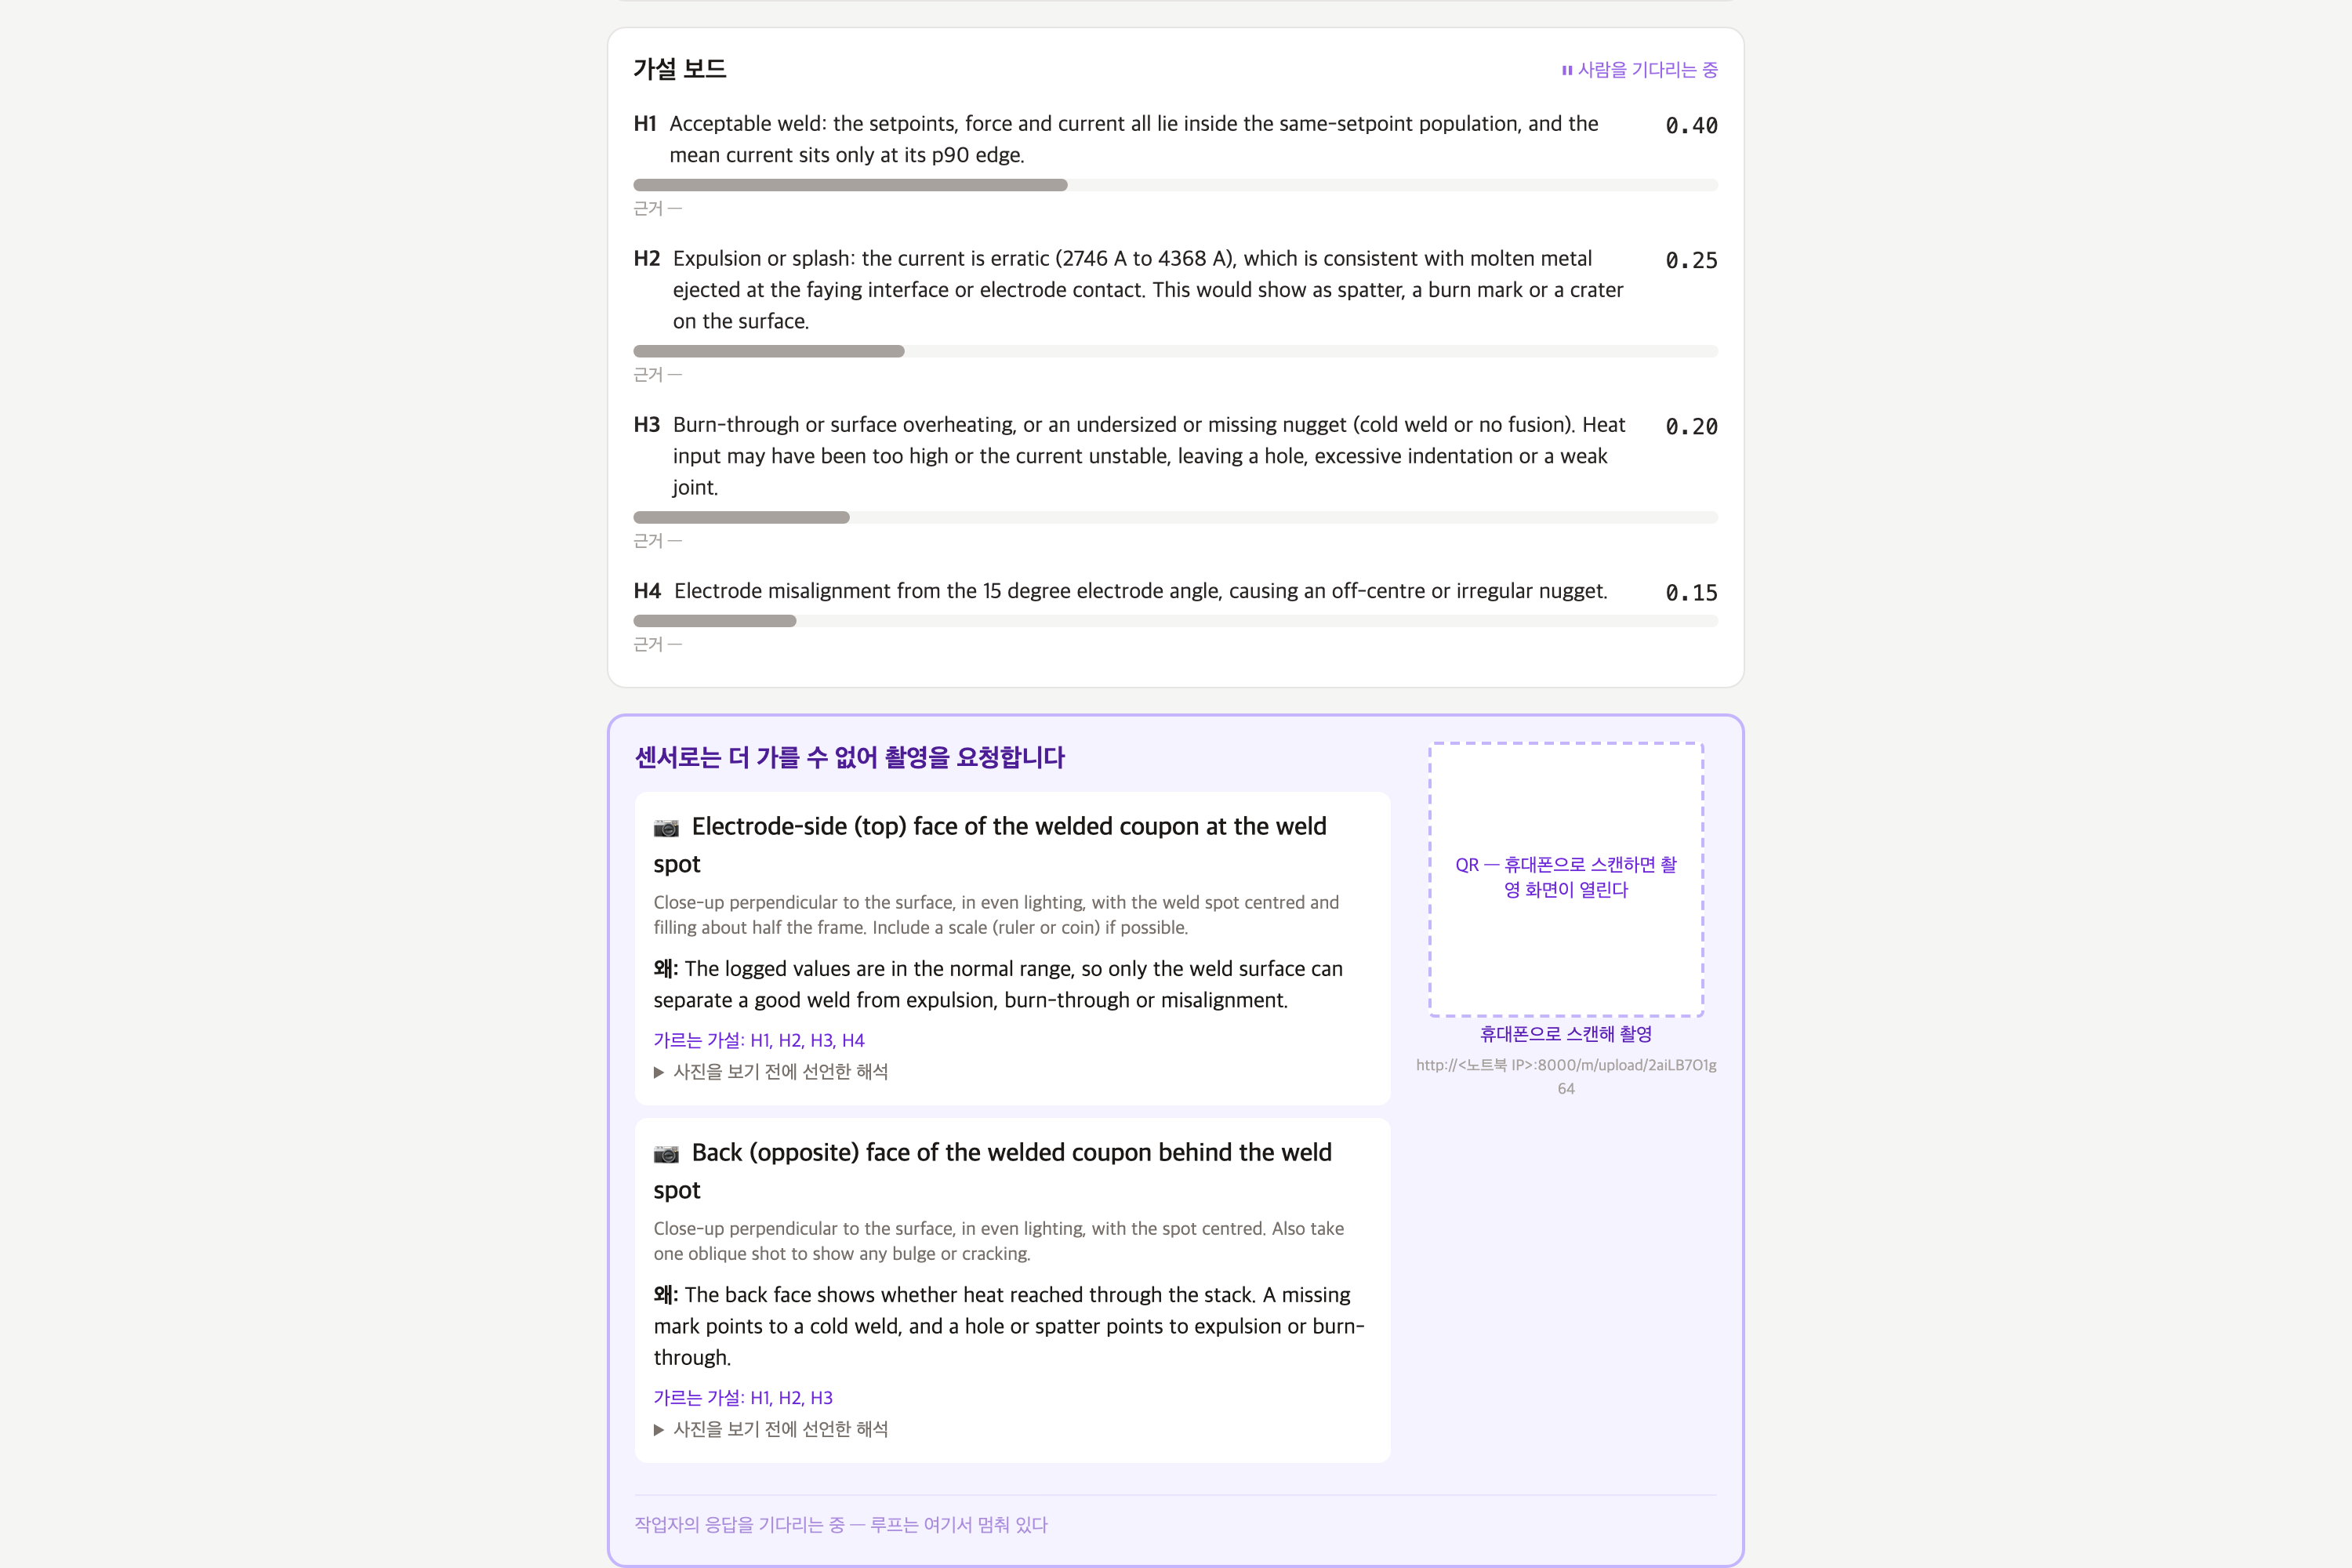 가설 보드
사람을 기다리는 중
H1 Acceptable weld: the setpoints, force and current all lie inside the same-setpoint population, and the
mean current sits only at its p90 edge.
0.40
근거 —
H2 Expulsion or splash: the current is erratic (2746 A to 4368 A), which is consistent with molten metal
ejected at the faying interface or electrode contact. This would show as spatter, a burn mark or a crater
on the surface.
0.25
근거 —
H3 Burn-through or surface overheating, or an undersized or missing nugget (cold weld or no fusion). Heat
input may have been too high or the current unstable, leaving a hole, excessive indentation or a weak
joint.
0.20
근거 —
H4 Electrode misalignment from the 15 degree electrode angle, causing an off-centre or irregular nugget.
0.15
근거 —
센서로는 더 가를 수 없어 촬영을 요청합니다
Electrode-side (top) face of the welded coupon at the weld
spot
Close-up perpendicular to the surface, in even lighting, with the weld spot centred and
filling about half the frame. Include a scale (ruler or coin) if possible.
왜: The logged values are in the normal range, so only the weld surface can
separate a good weld from expulsion, burn-through or misalignment.
가르는 가설: H1, H2, H3, H4
▶ 사진을 보기 전에 선언한 해석
Back (opposite) face of the welded coupon behind the weld
spot
Close-up perpendicular to the surface, in even lighting, with the spot centred. Also take
one oblique shot to show any bulge or cracking.
왜: The back face shows whether heat reached through the stack. A missing
mark points to a cold weld, and a hole or spatter points to expulsion or burn-
through.
가르는 가설: H1, H2, H3
▶ 사진을 보기 전에 선언한 해석
QR — 휴대폰으로 스캔하면 촬
영 화면이 열린다
휴대폰으로 스캔해 촬영
http://<노트북 IP>:8000/m/upload/2aiLB7O1g
64
작업자의 응답을 기다리는 중 — 루프는 여기서 멈춰 있다